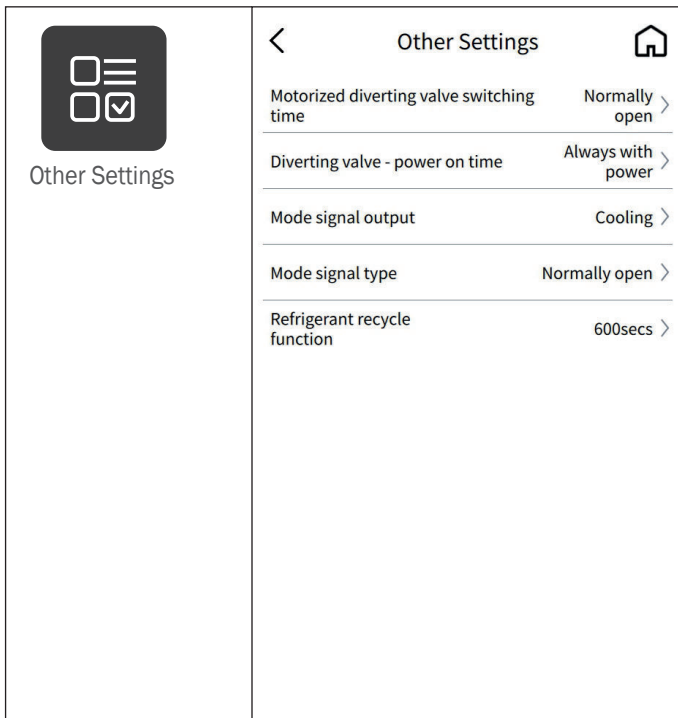 Other Settings
Other Settings
Motorized diverting valve switching
time
Normally
open
Diverting valve - power on time
Always with
power
Mode signal output
Cooling
Mode signal type
Normally open
Refrigerant recycle
function
600secs